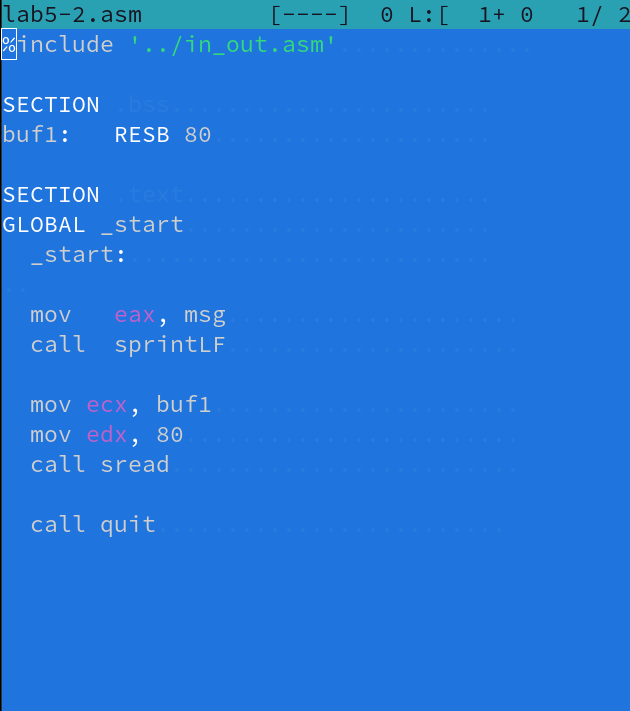 lab5-2.asm [----] 0 L:[ 1+ 0 1/ 2
%include '../in_out.asm'
SECTION .bss
buf1: RESB 80
SECTION .text
GLOBAL _start
_start:
mov eax, msg
call sprintLF
mov ecx, buf1
mov edx, 80
call sread
call quit